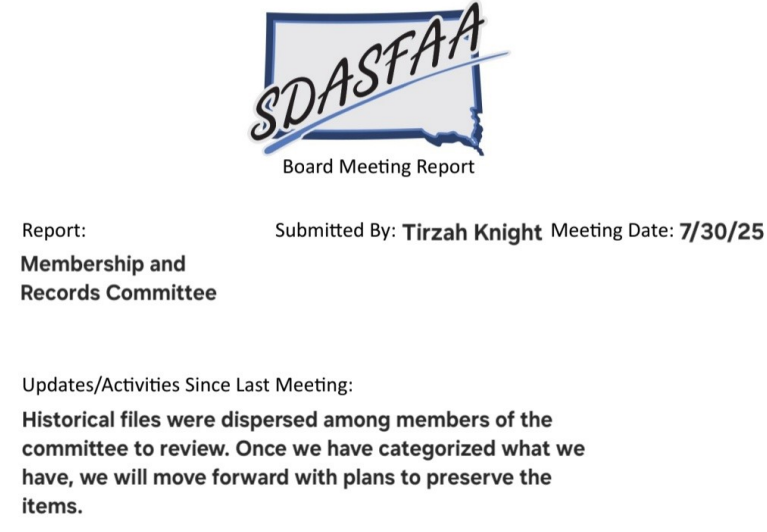 SDASFAA
Board Meeting Report
Report: Submitted By: Tirzah Knight Meeting Date: 7/30/25
Membership and
Records Committee
Updates/Activities Since Last Meeting:
Historical files were dispersed among members of the
committee to review. Once we have categorized what we
have, we will move forward with plans to preserve the
items.